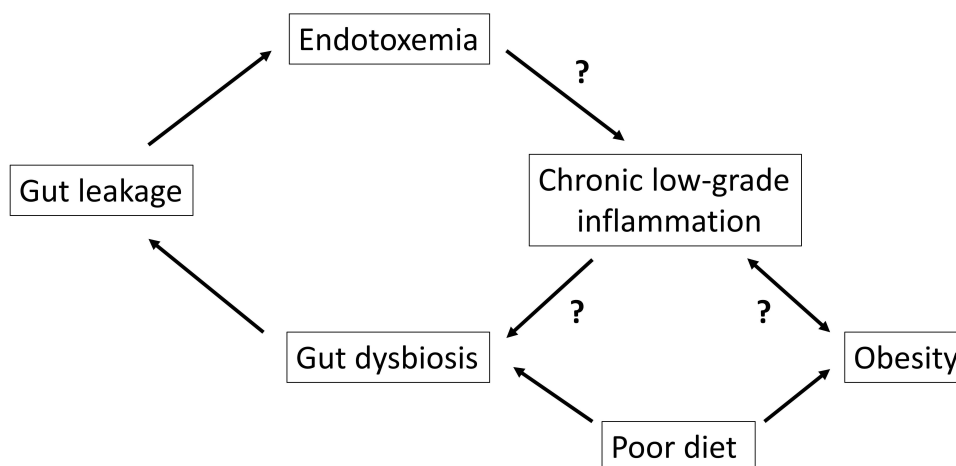 Endotoxemia
?
Chronic low-grade
inflammation
Gut leakage
?
?
Gut dysbiosis
Obesity
Poor diet